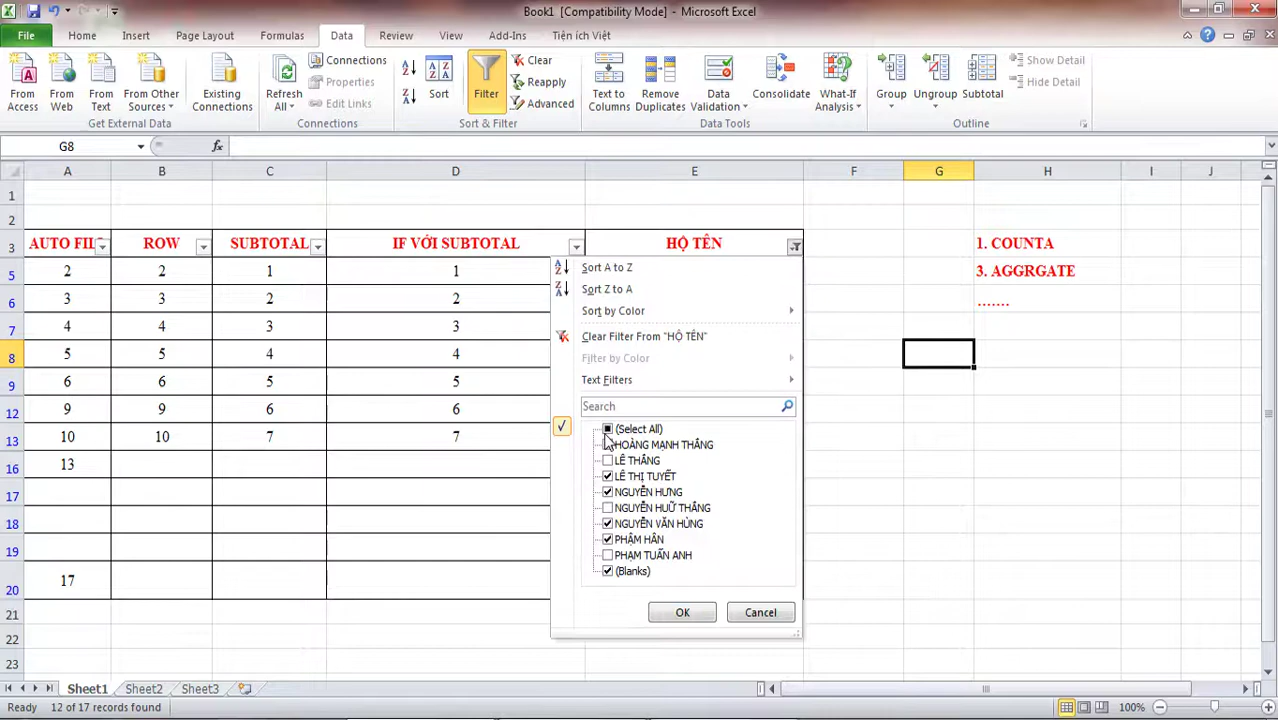 Book1 [Compatibility Mode] - Microsoft Excel
File Home Insert Page Layout Formulas Data Review View Add-Ins Tiện ích Việt
From Access
From Web
From Text
From Other Sources
Existing Connections
Get External Data
Refresh All
Connections
Properties
Edit Links
Connections
Sort
Filter
Clear
Reapply
Advanced
Sort & Filter
Text to Columns
Remove Duplicates
Data Validation
Consolidate
What-If Analysis
Data Tools
Group
Ungroup
Subtotal
Show Detail
Hide Detail
Outline
G8 fx
A B C D E F G H I J
1
2
3 AUTO FIL ROW SUBTOTAL IF VỚI SUBTOTAL HỘ TÊN 1. COUNTA
5 2 2 1 1 3. AGGRGATE
6 3 3 2 2 .......
7 4 4 3 3
8 5 5 4 4
9 6 6 5 5
12 9 9 6 6
13 10 10 7 7
16 13
17
18
19
20 17
21
22
23
Sort A to Z
Sort Z to A
Sort by Color
Clear Filter From "HỘ TÊN"
Filter by Color
Text Filters
Search
(Select All)
HOÀNG MẠNH THẮNG
LÊ THẮNG
LÊ THỊ TUYẾT
NGUYỄN HƯNG
NGUYỄN HUỮ THẮNG
NGUYỄN VĂN HÙNG
PHẬM HÂN
PHẠM TUẤN ANH
(Blanks)
OK Cancel
Sheet1 Sheet2 Sheet3
Ready 12 of 17 records found 100%